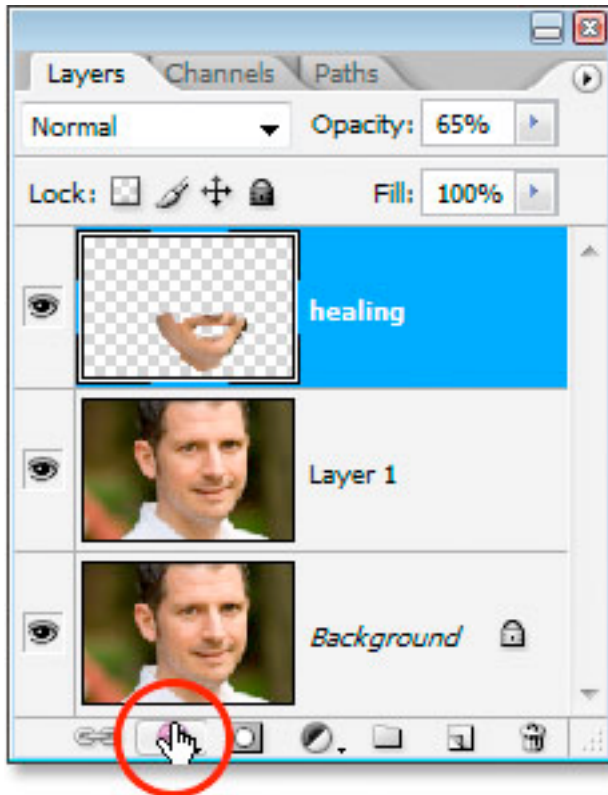 Layers Channels Paths
Normal Opacity: 65%
Lock: Fill: 100%
healing
Layer 1
Background